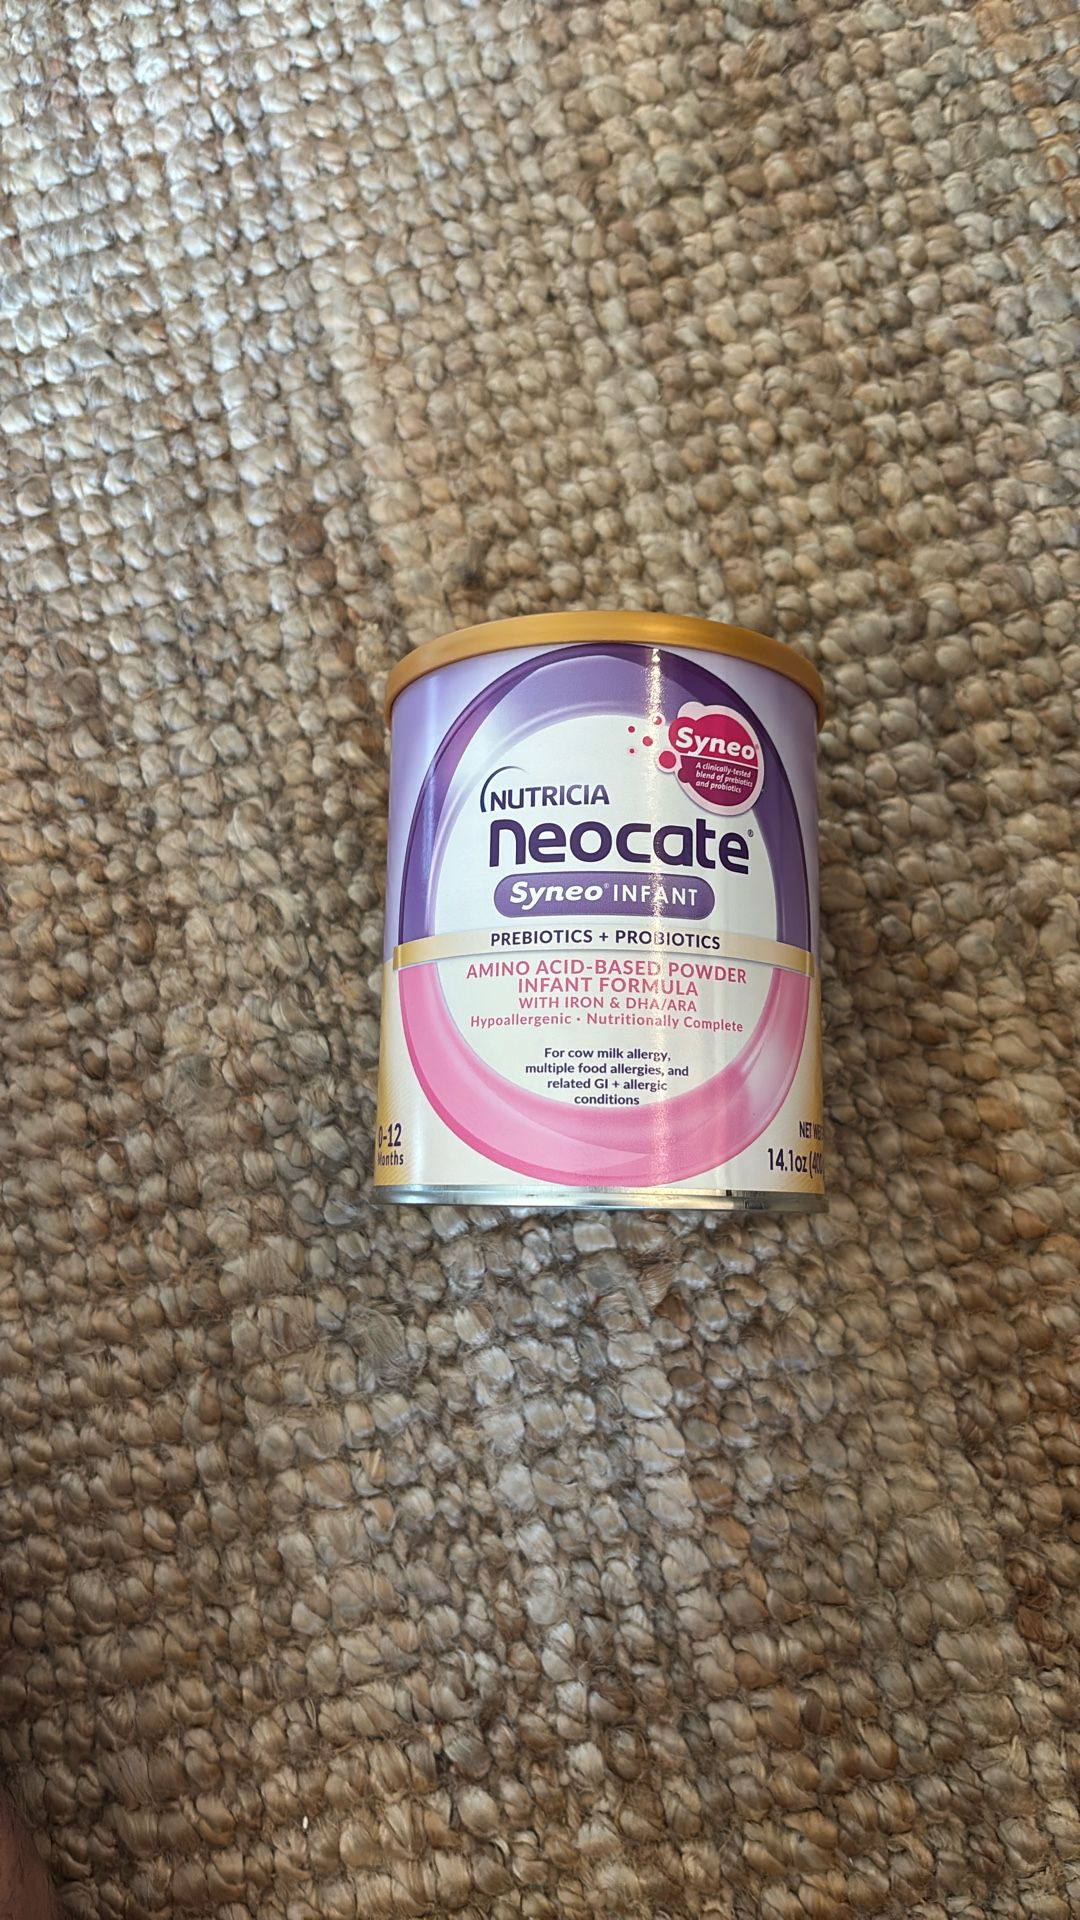 Syneo®
A clinically-tested
blend of prebiotics
and probiotics
NUTRICIA
neocate®
Syneo® INFANT
PREBIOTICS + PROBIOTICS
AMINO ACID-BASED POWDER
INFANT FORMULA
WITH IRON & DHA/ARA
Hypoallergenic · Nutritionally Complete
For cow milk allergy,
multiple food allergies, and
related GI + allergic
conditions
0-12
Months
NET
14.1oz (400